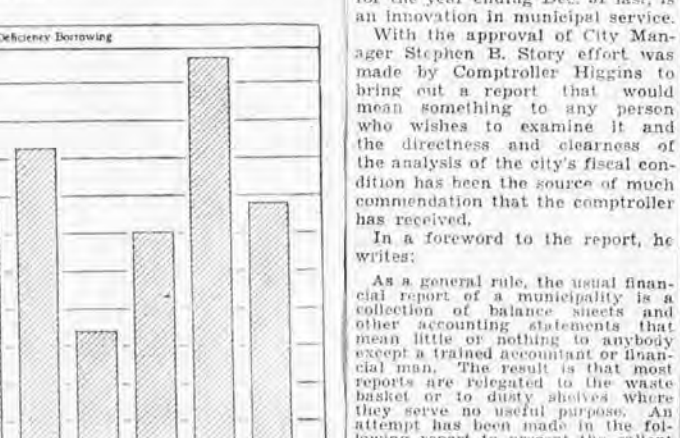 Deficiency Borrowing
for the year ending Dec. 31 last, is
an innovation in municipal service.
With the approval of City Man-
ager Stephen B. Story effort was
made by Comptroller Higgins to
bring out a report that would
mean something to any person
who wishes to examine it and
the directness and clearness of
the analysis of the city's fiscal con-
dition has been the source of much
commendation that the comptroller
has received.
In a foreword to the report, he
writes:
As a general rule, the usual finan-
cial report of a municipality is a
collection of balance sheets and
other accounting statements that
mean little or nothing to anybody
except a trained accountant or finan-
cial man. The result is that most
reports are relegated to the waste
basket or to dusty shelves where
they serve no useful purpose. An
attempt has been made in the fol-